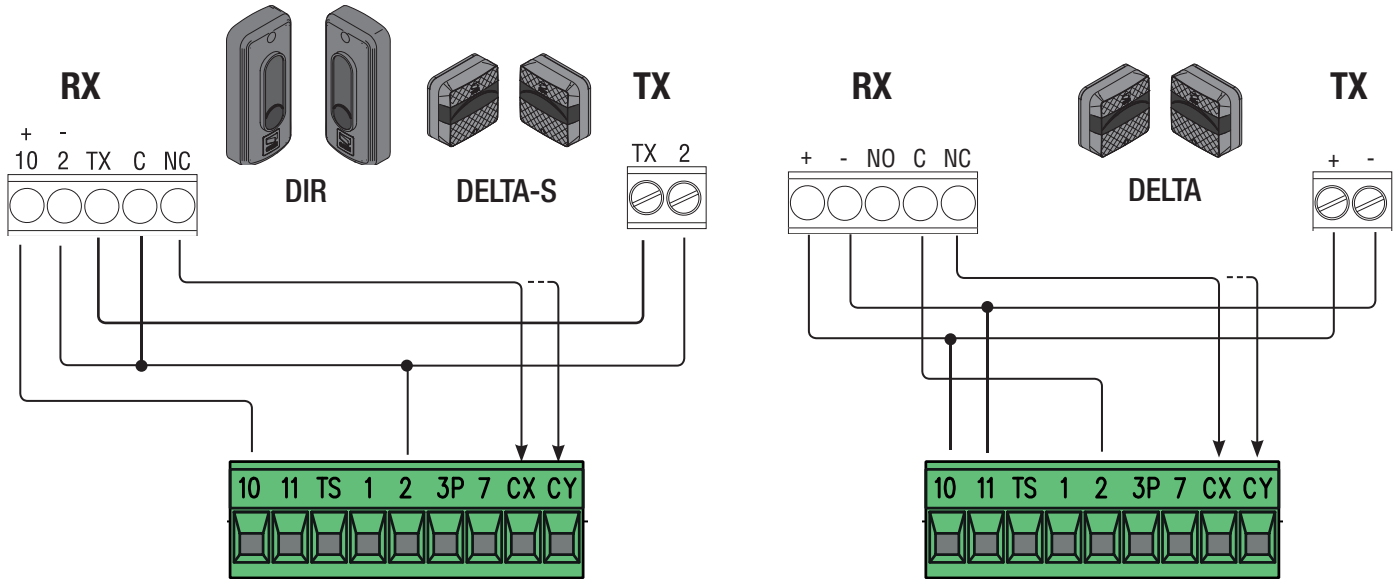 RX
TX
+ -
10 2 TX C NC
TX 2
DIR
DELTA-S
10 11 TS 1 2 3P 7 CX CY
RX
TX
+ - NO C NC
+ -
DELTA
10 11 TS 1 2 3P 7 CX CY